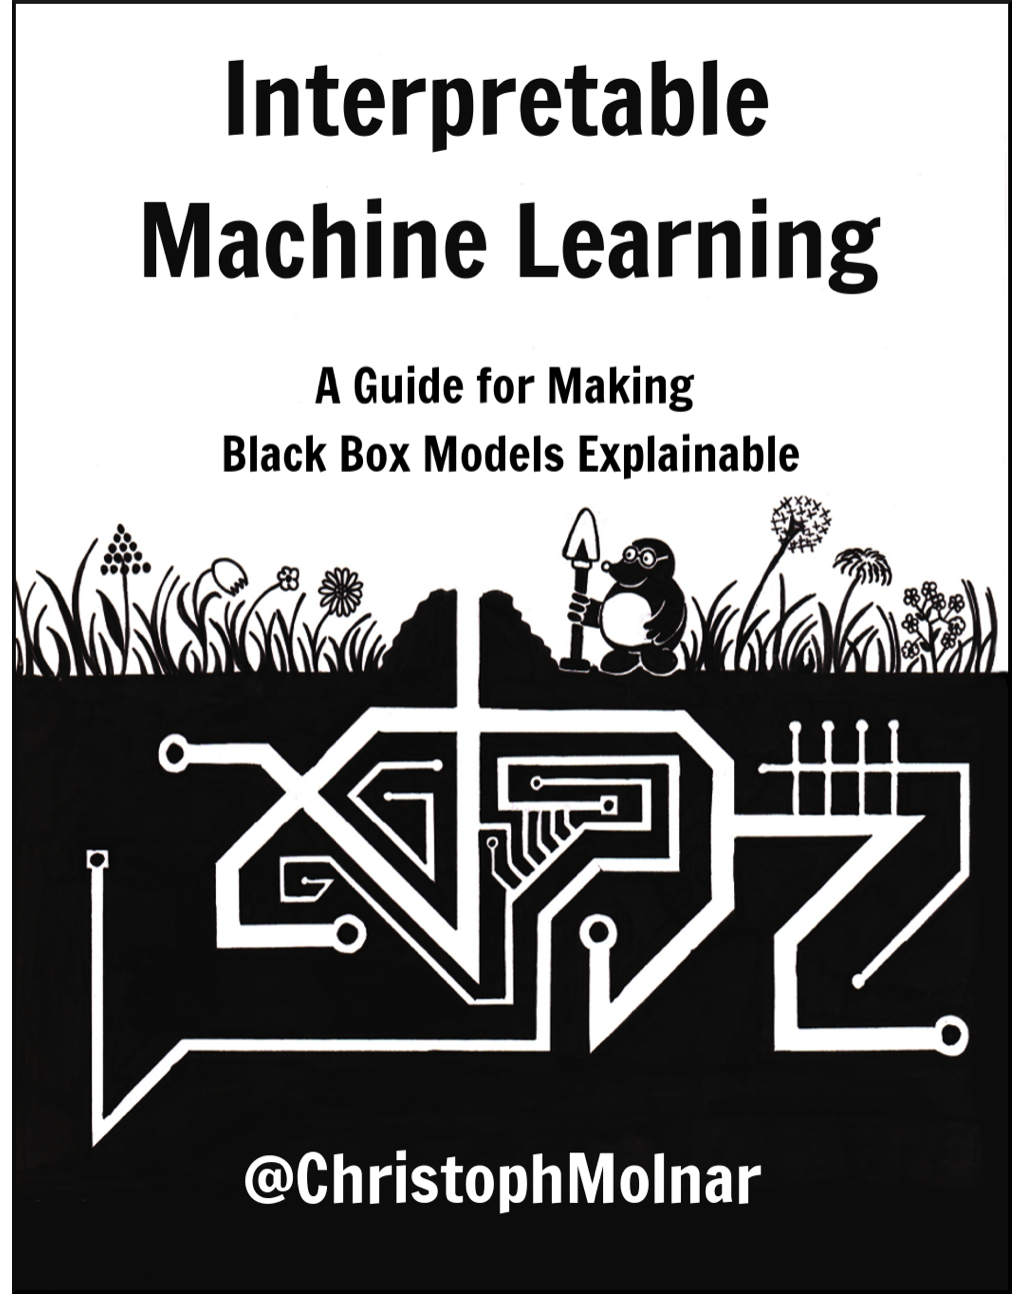 Interpretable
Machine Learning
A Guide for Making
Black Box Models Explainable
@ChristophMolnar